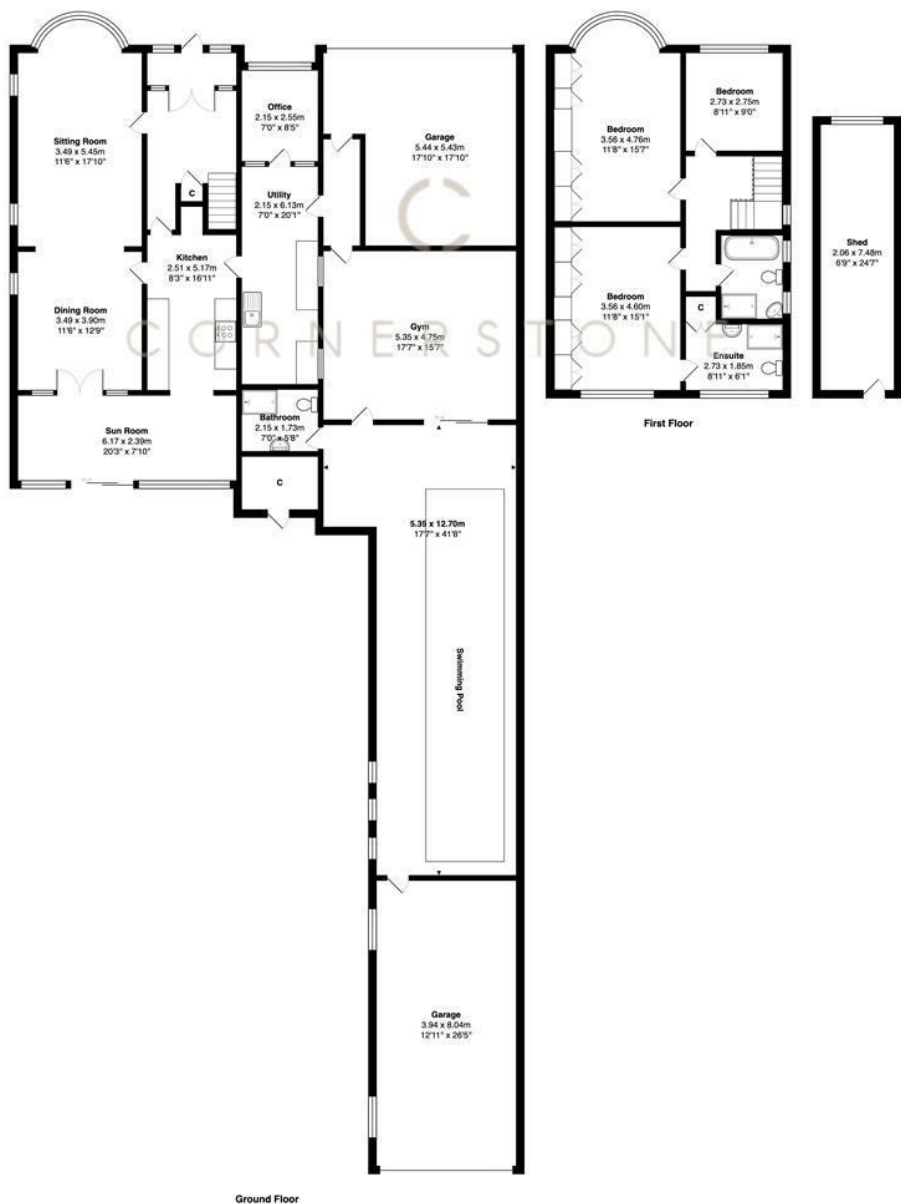 Sitting Room
3.49 x 5.45m
11'6" x 17'10"
Office
2.15 x 2.55m
7'0" x 8'5"
Garage
5.44 x 5.43m
17'10" x 17'10"
C
C
Utility
2.15 x 6.13m
7'0" x 20'1"
Kitchen
2.51 x 5.17m
8'3" x 16'11"
Dining Room
3.49 x 3.90m
11'6" x 12'9"
Gym
5.35 x 4.75m
17'7" x 15'7"
CORNERSTONE
Sun Room
6.17 x 2.39m
20'3" x 7'10"
Bathroom
2.15 x 1.73m
7'0" x 5'8"
C
5.35 x 12.70m
17'7" x 41'8"
Swimming Pool
Garage
3.94 x 8.04m
12'11" x 26'5"
Ground Floor
Bedroom
3.56 x 4.76m
11'8" x 15'7"
Bedroom
2.73 x 2.75m
8'11" x 9'0"
Bedroom
3.56 x 4.60m
11'8" x 15'1"
C
Ensuite
2.73 x 1.85m
8'11" x 6'1"
First Floor
Shed
2.06 x 7.48m
6'9" x 24'7"